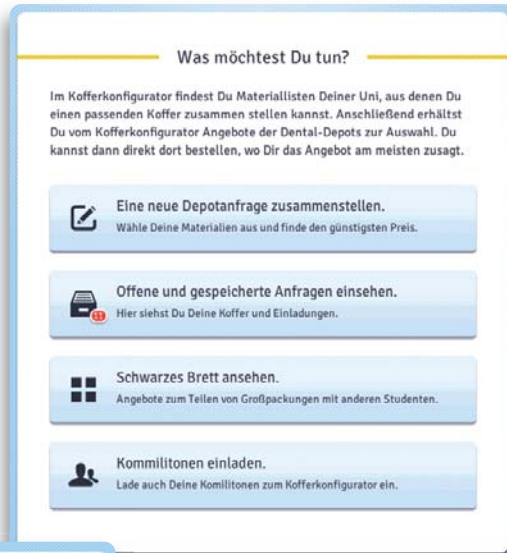 Was möchtest Du tun?
Im Kofferkonfigurator findest Du Materiallisten Deiner Uni, aus denen Du
einen passenden Koffer zusammen stellen kannst. Anschließend erhältst
Du vom Kofferkonfigurator Angebote der Dental-Depots zur Auswahl. Du
kannst dann direkt dort bestellen, wo Dir das Angebot am meisten zusagt.
Eine neue Depotanfrage zusammenstellen.
Wähle Deine Materialien aus und finde den günstigsten Preis.
Offene und gespeicherte Anfragen einsehen.
Hier siehst Du Deine Koffer und Einladungen.
Schwarzes Brett ansehen.
Angebote zum Teilen von Großpackungen mit anderen Studenten.
Kommilitonen einladen.
Lade auch Deine Komilitonen zum Kofferkonfigurator ein.